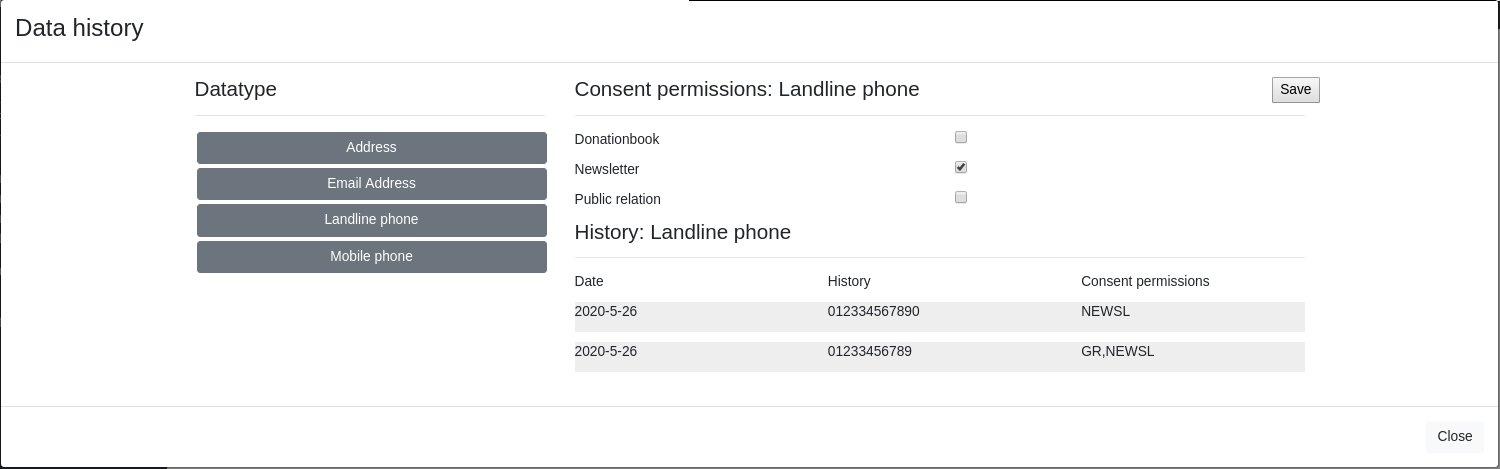 Data history
Datatype
Address
Email Address
Landline phone
Mobile phone
Consent permissions: Landline phone
Save
Donationbook
Newsletter
Public relation
History: Landline phone
Date History Consent permissions
2020-5-26 012334567890 NEWSL
2020-5-26 01233456789 GR,NEWSL
Close